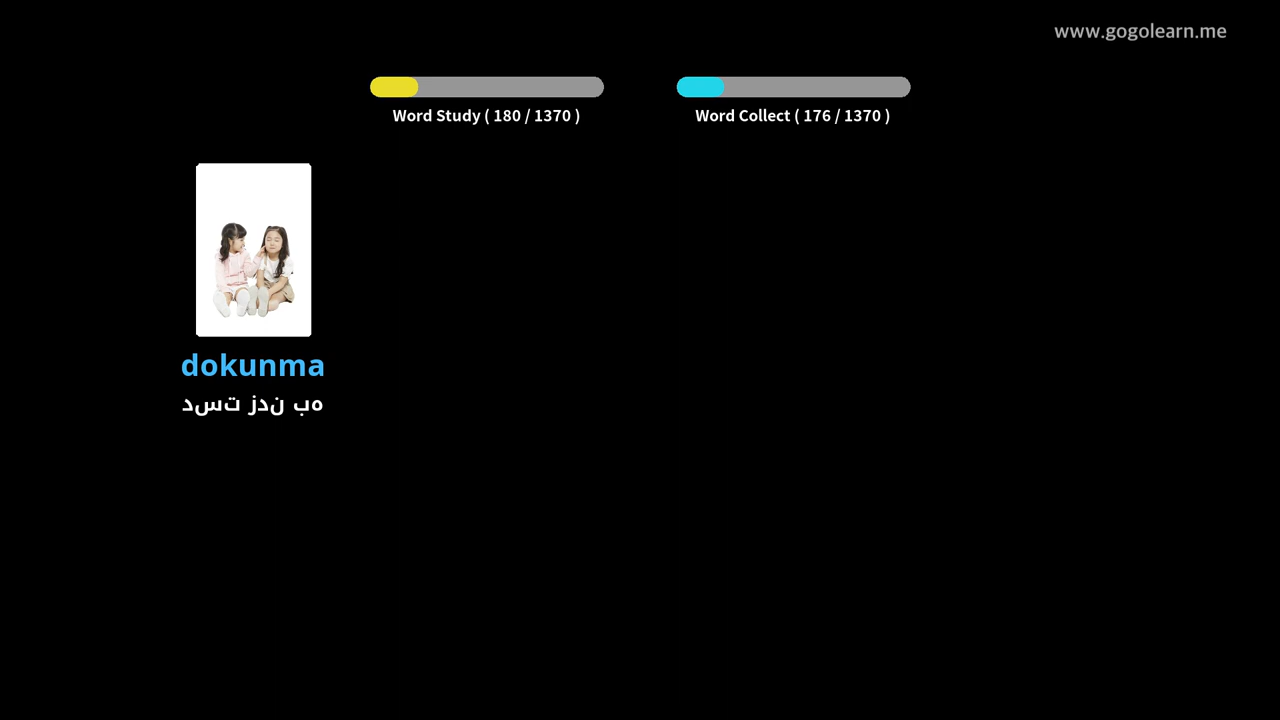 www.gogolearn.me
Word Study ( 180 / 1370 )
Word Collect ( 176 / 1370 )
dokunma
دست زدن به